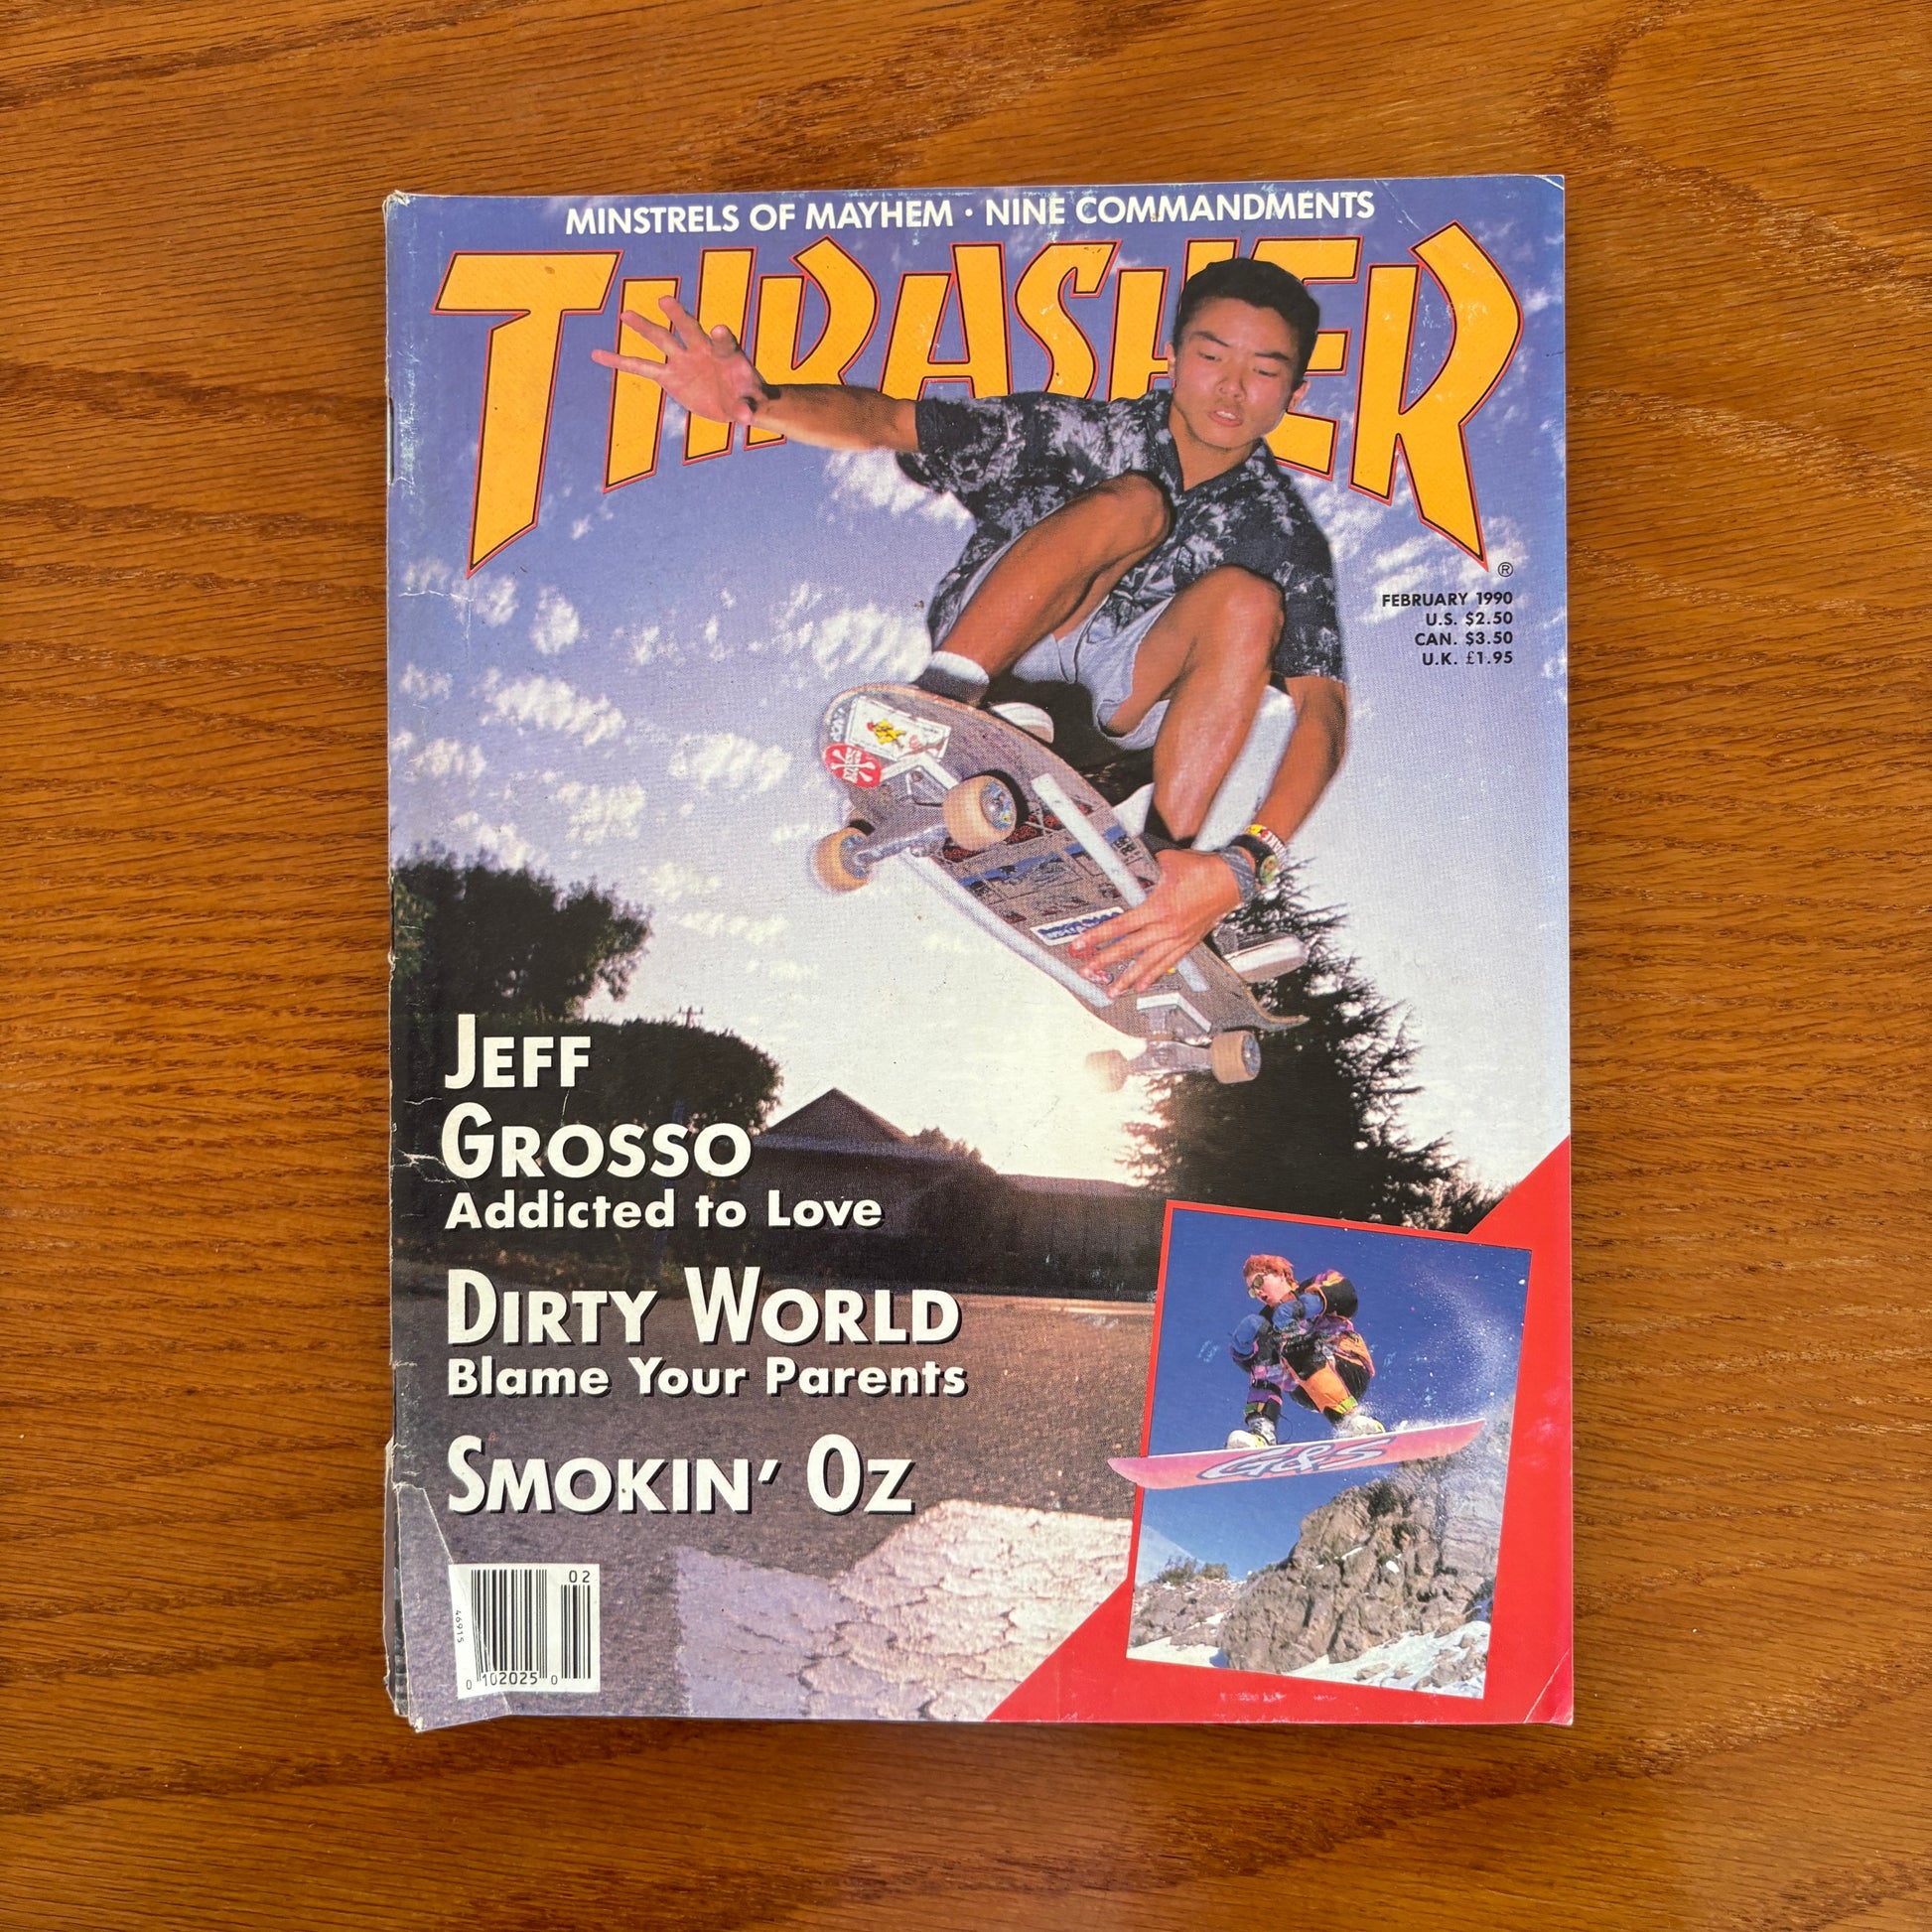 MINSTRELS OF MAYHEM • NINE COMMANDMENTS
THRASHER
®
FEBRUARY 1990
U.S. $2.50
CAN. $3.50
U.K. £1.95
JEFF
GROSSO
Addicted to Love
DIRTY WORLD
Blame Your Parents
SMOKIN' OZ
G&S
02
46915
0 102025 0